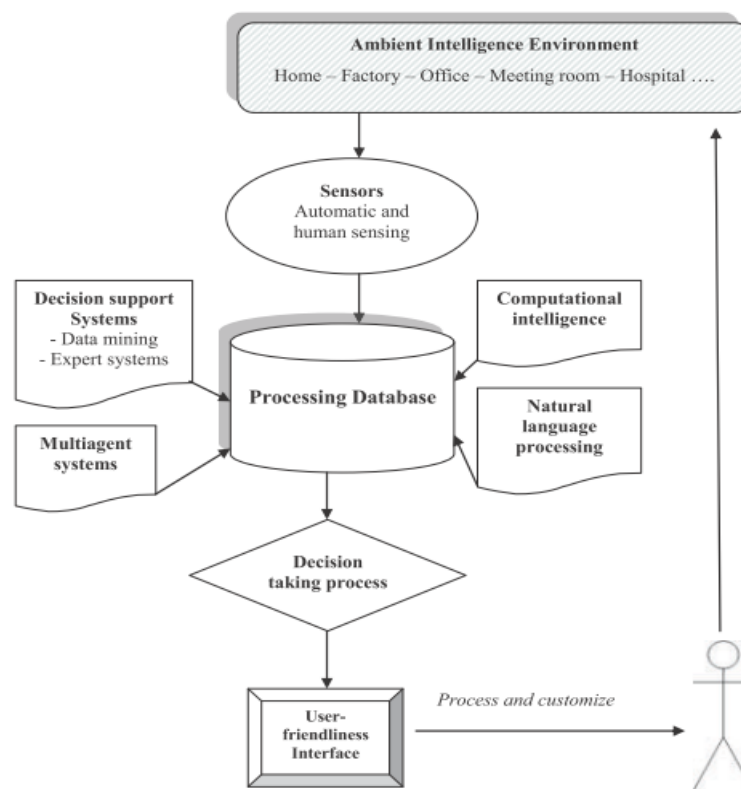 Ambient Intelligence Environment
Home – Factory – Office – Meeting room – Hospital ….
Sensors
Automatic and
human sensing
Decision support
Systems
- Data mining
- Expert systems
Computational
intelligence
Processing Database
Multiagent
systems
Natural
language
processing
Decision
taking process
User-
friendliness
Interface
Process and customize